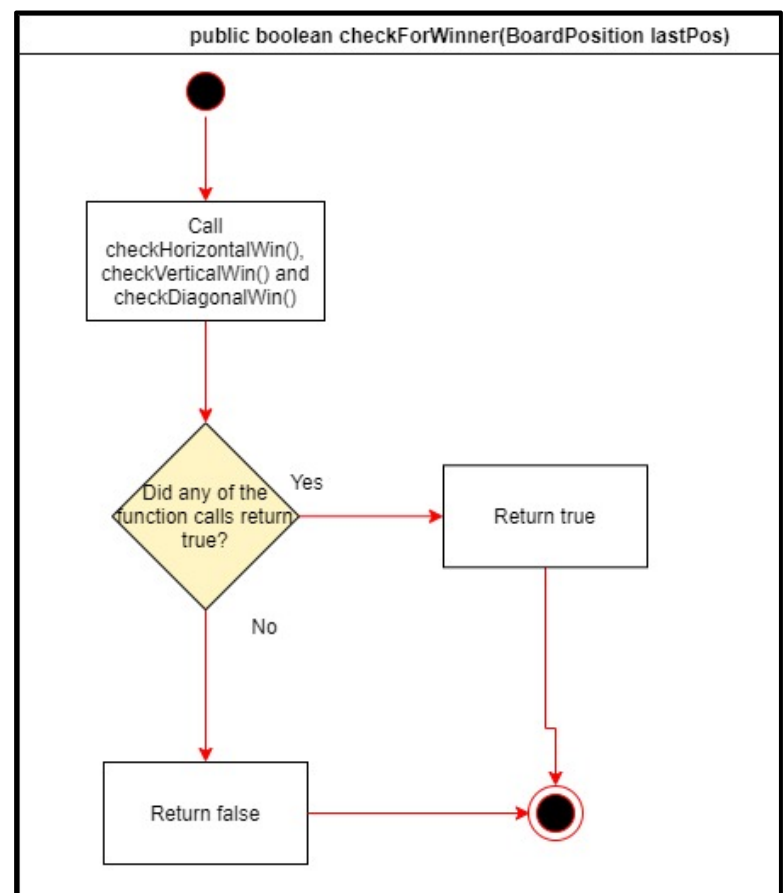 public boolean checkForWinner(BoardPosition lastPos)
Call
checkHorizontalWin(),
checkVerticalWin() and
checkDiagonalWin()
Did any of the
function calls return
true?
Yes
Return true
No
Return false